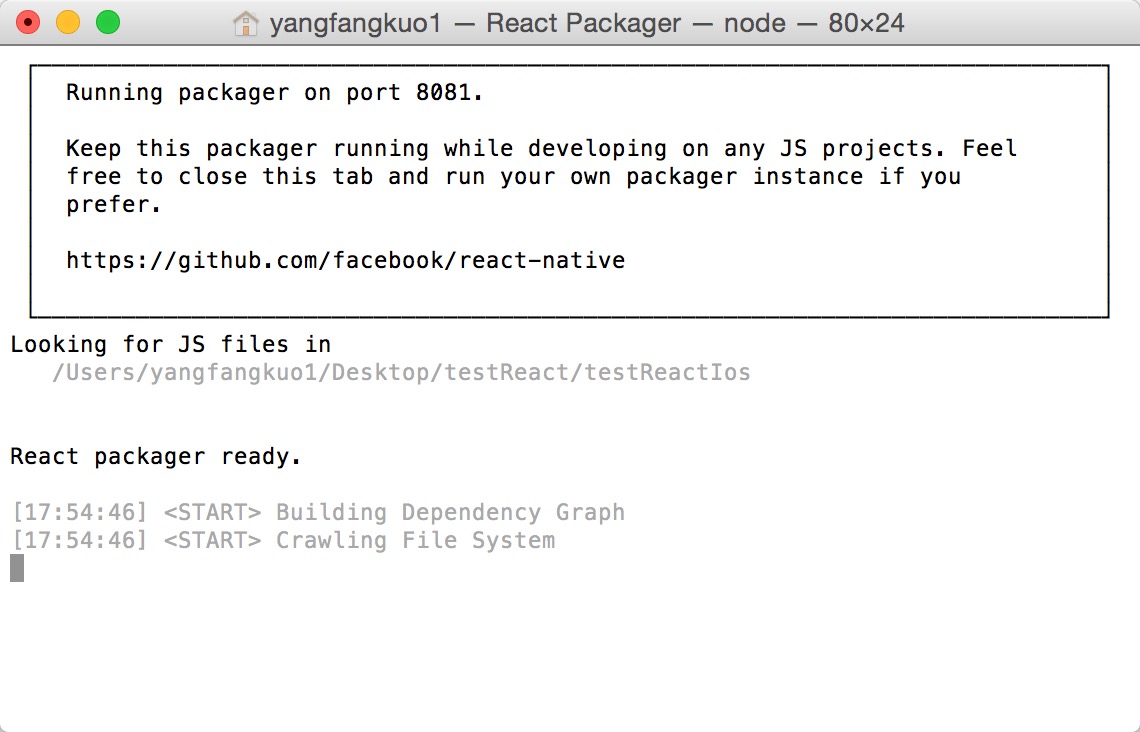 yangfangkuo1 — React Packager — node — 80×24
Running packager on port 8081.
Keep this packager running while developing on any JS projects. Feel
free to close this tab and run your own packager instance if you
prefer.
https://github.com/facebook/react-native
Looking for JS files in
/Users/yangfangkuo1/Desktop/testReact/testReactIos
React packager ready.
[17:54:46] <START> Building Dependency Graph
[17:54:46] <START> Crawling File System